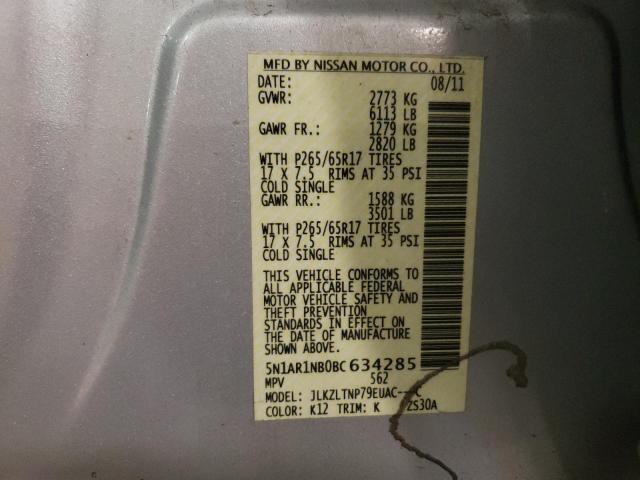 MFD BY NISSAN MOTOR CO., LTD.
DATE: 08/11
GVWR: 2773 KG
6113 LB
GAWR FR.: 1279 KG
2820 LB
WITH P265/65R17 TIRES
17 X 7.5 RIMS AT 35 PSI
COLD SINGLE
GAWR RR.: 1588 KG
3501 LB
WITH P265/65R17 TIRES
17 X 7.5 RIMS AT 35 PSI
COLD SINGLE
THIS VEHICLE CONFORMS TO
ALL APPLICABLE FEDERAL
MOTOR VEHICLE SAFETY AND
THEFT PREVENTION
STANDARDS IN EFFECT ON
THE DATE OF MANUFACTURE
SHOWN ABOVE.
5N1AR1NB0BC634285
MPV 562
MODEL: JLKZLTNP79EUAC---C
COLOR: K12 TRIM: K ZS30A